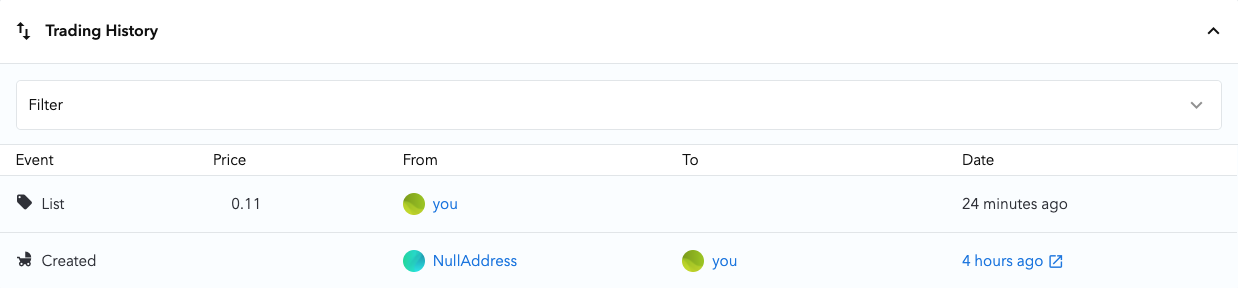 Trading History
Filter
Event Price From To Date
List 0.11 you 24 minutes ago
Created NullAddress you 4 hours ago